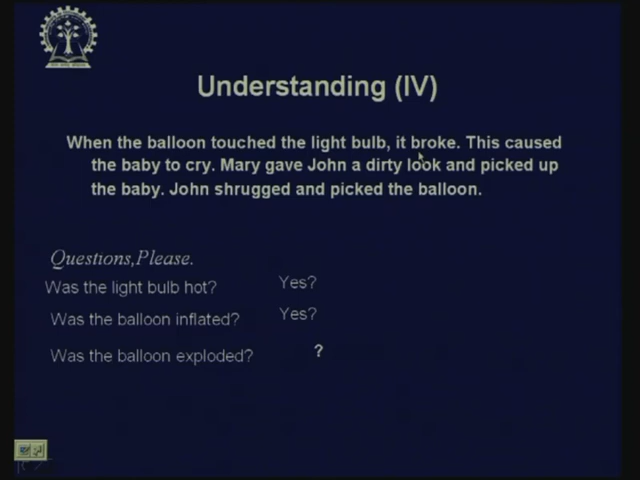 Understanding (IV)
When the balloon touched the light bulb, it broke. This caused
the baby to cry. Mary gave John a dirty look and picked up
the baby. John shrugged and picked the balloon.
Questions,Please.
Was the light bulb hot? Yes?
Was the balloon inflated? Yes?
Was the balloon exploded? ?